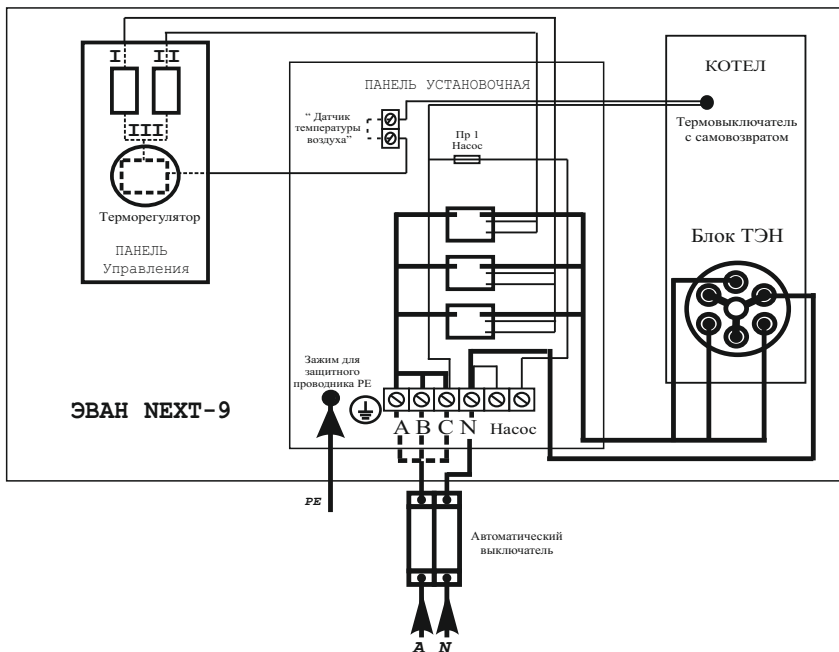 I II
III
Терморегулятор
ПАНЕЛЬ
Управления
ПАНЕЛЬ УСТАНОВОЧНАЯ
“ Датчик
температуры
воздуха”
Пр 1
Насос
КОТЕЛ
Термовыключатель
с самовозвратом
Блок ТЭН
Зажим для
защитного
проводника PE
ЭВАН NEXT-9
A B C N Насос
PE
Автоматический
выключатель
A N